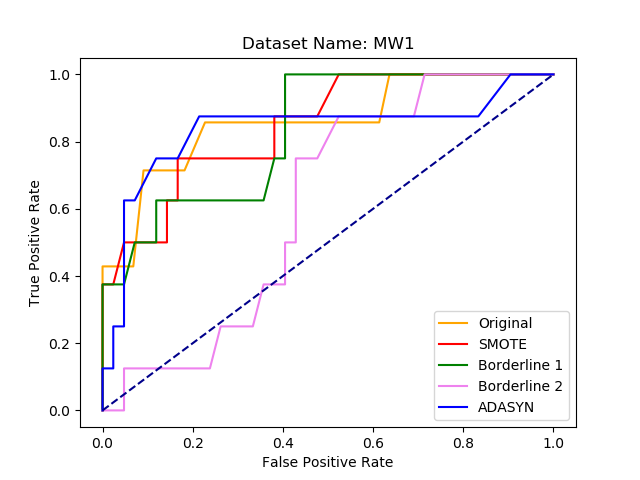 Dataset Name: MW1
True Positive Rate
1.0
0.8
0.6
0.4
0.2
0.0
0.0 0.2 0.4 0.6 0.8 1.0
False Positive Rate
Original
SMOTE
Borderline 1
Borderline 2
ADASYN